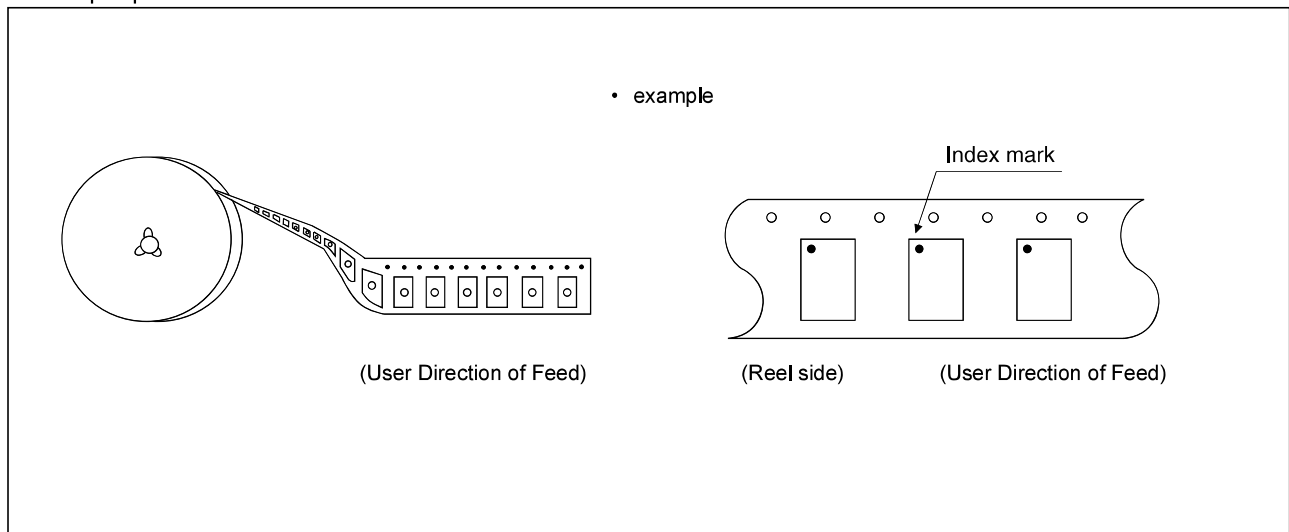 • example
Index mark
(User Direction of Feed)
(Reel side)
(User Direction of Feed)